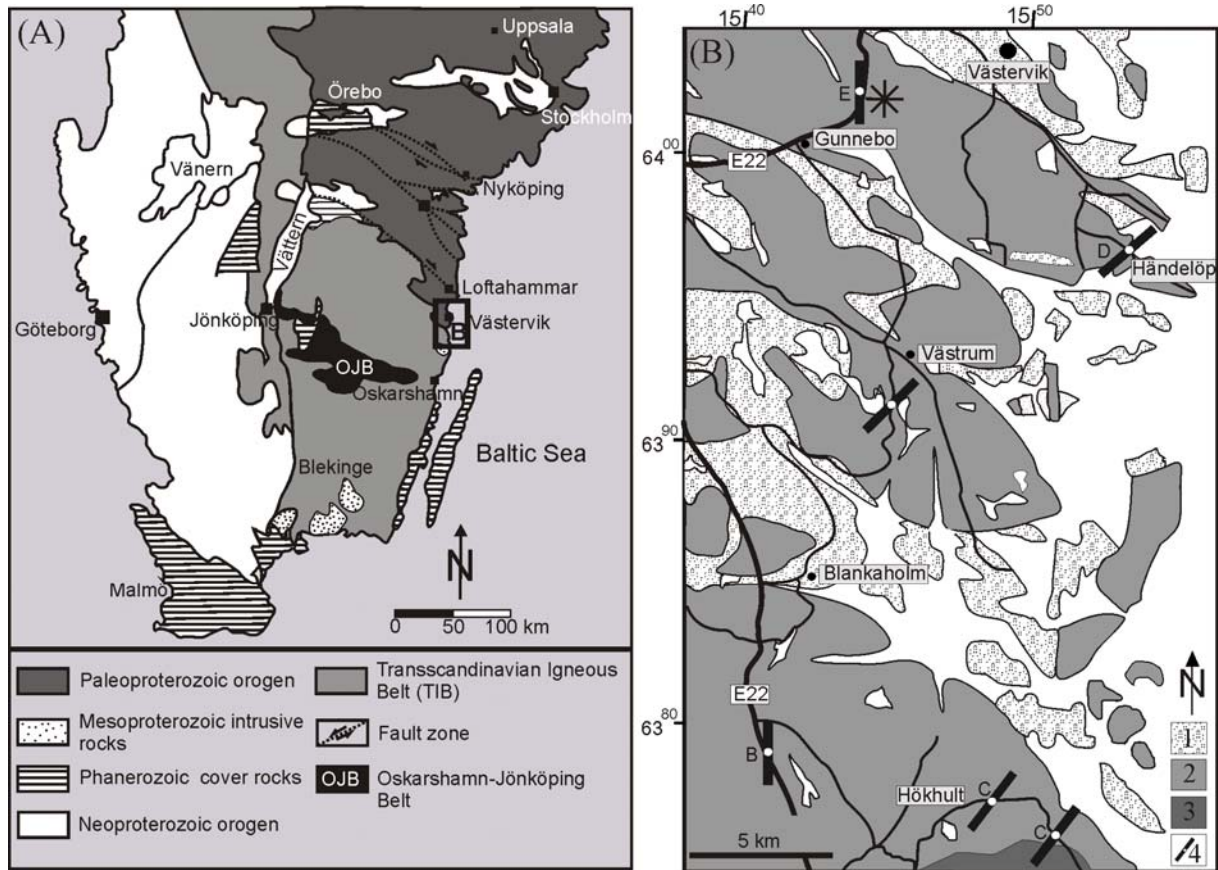 (A)
Uppsala
Örebo
Stockholm
Vänern
Nyköping
Vättern
Loftahammar
Jönköping
Västervik
B
Göteborg
OJB
Oskarshamn
Baltic Sea
Blekinge
N
Malmö
0 50 100 km
Paleoproterozoic orogen
Transscandinavian Igneous
Belt (TIB)
Mesoproterozoic intrusive
rocks
Fault zone
Phanerozoic cover rocks
OJB
Oskarshamn-Jönköping
Belt
Neoproterozoic orogen
15 40
15 50
(B)
Västervik
E
Gunnebo
64 00
E22
D
Händelöp
Västrum
63 90
Blankaholm
E22
63 80
N
1
B
2
Hökhult
C
3
C
5 km
4